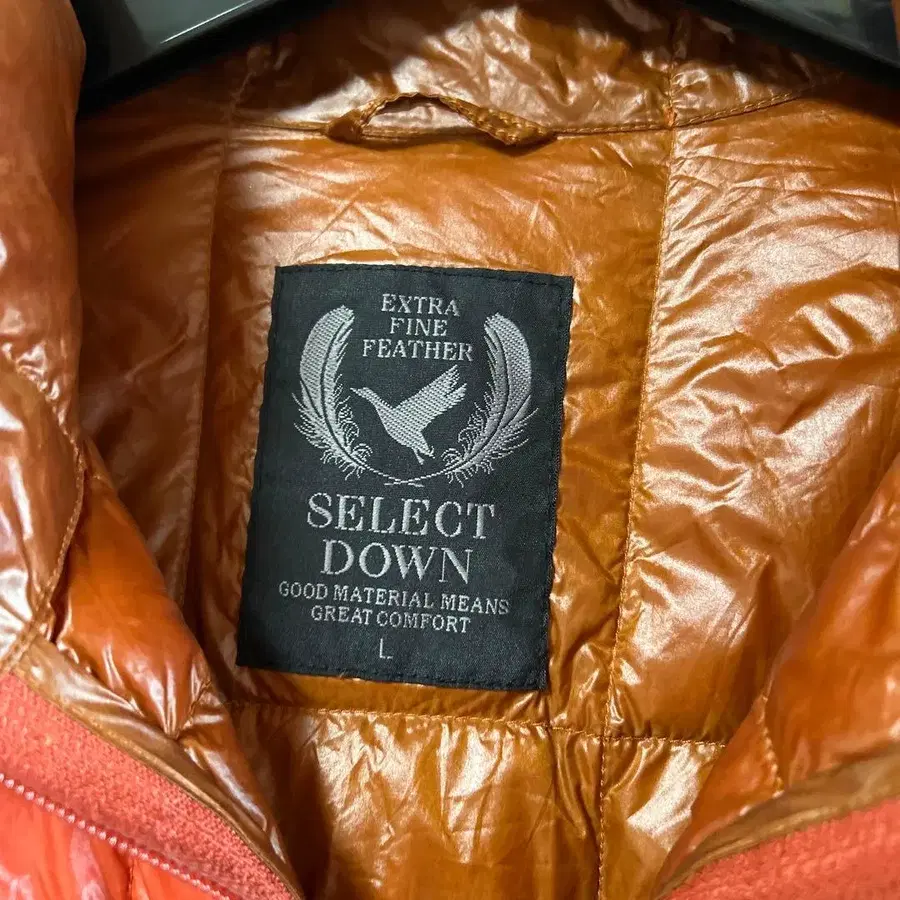 EXTRA
FINE
FEATHER
SELECT
DOWN
GOOD MATERIAL MEANS
GREAT COMFORT
L